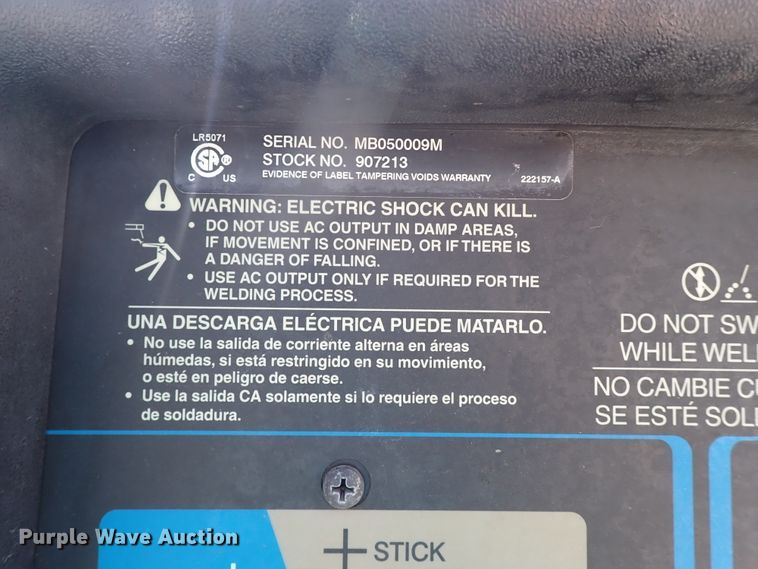 LR5071
SA ®
C US
SERIAL NO. MB050009M
STOCK NO. 907213
EVIDENCE OF LABEL TAMPERING VOIDS WARRANTY 222157-A
WARNING: ELECTRIC SHOCK CAN KILL.
• DO NOT USE AC OUTPUT IN DAMP AREAS,
IF MOVEMENT IS CONFINED, OR IF THERE IS
A DANGER OF FALLING.
• USE AC OUTPUT ONLY IF REQUIRED FOR THE
WELDING PROCESS.
UNA DESCARGA ELÉCTRICA PUEDE MATARLO.
• No use la salida de corriente alterna en áreas
húmedas, si está restringido en su movimiento,
o esté en peligro de caerse.
• Use la salida CA solamente si lo requiere el proceso
de soldadura.
DO NOT SW
WHILE WEL
NO CAMBIE C
SE ESTÉ SOL
+ STICK
Purple Wave Auction